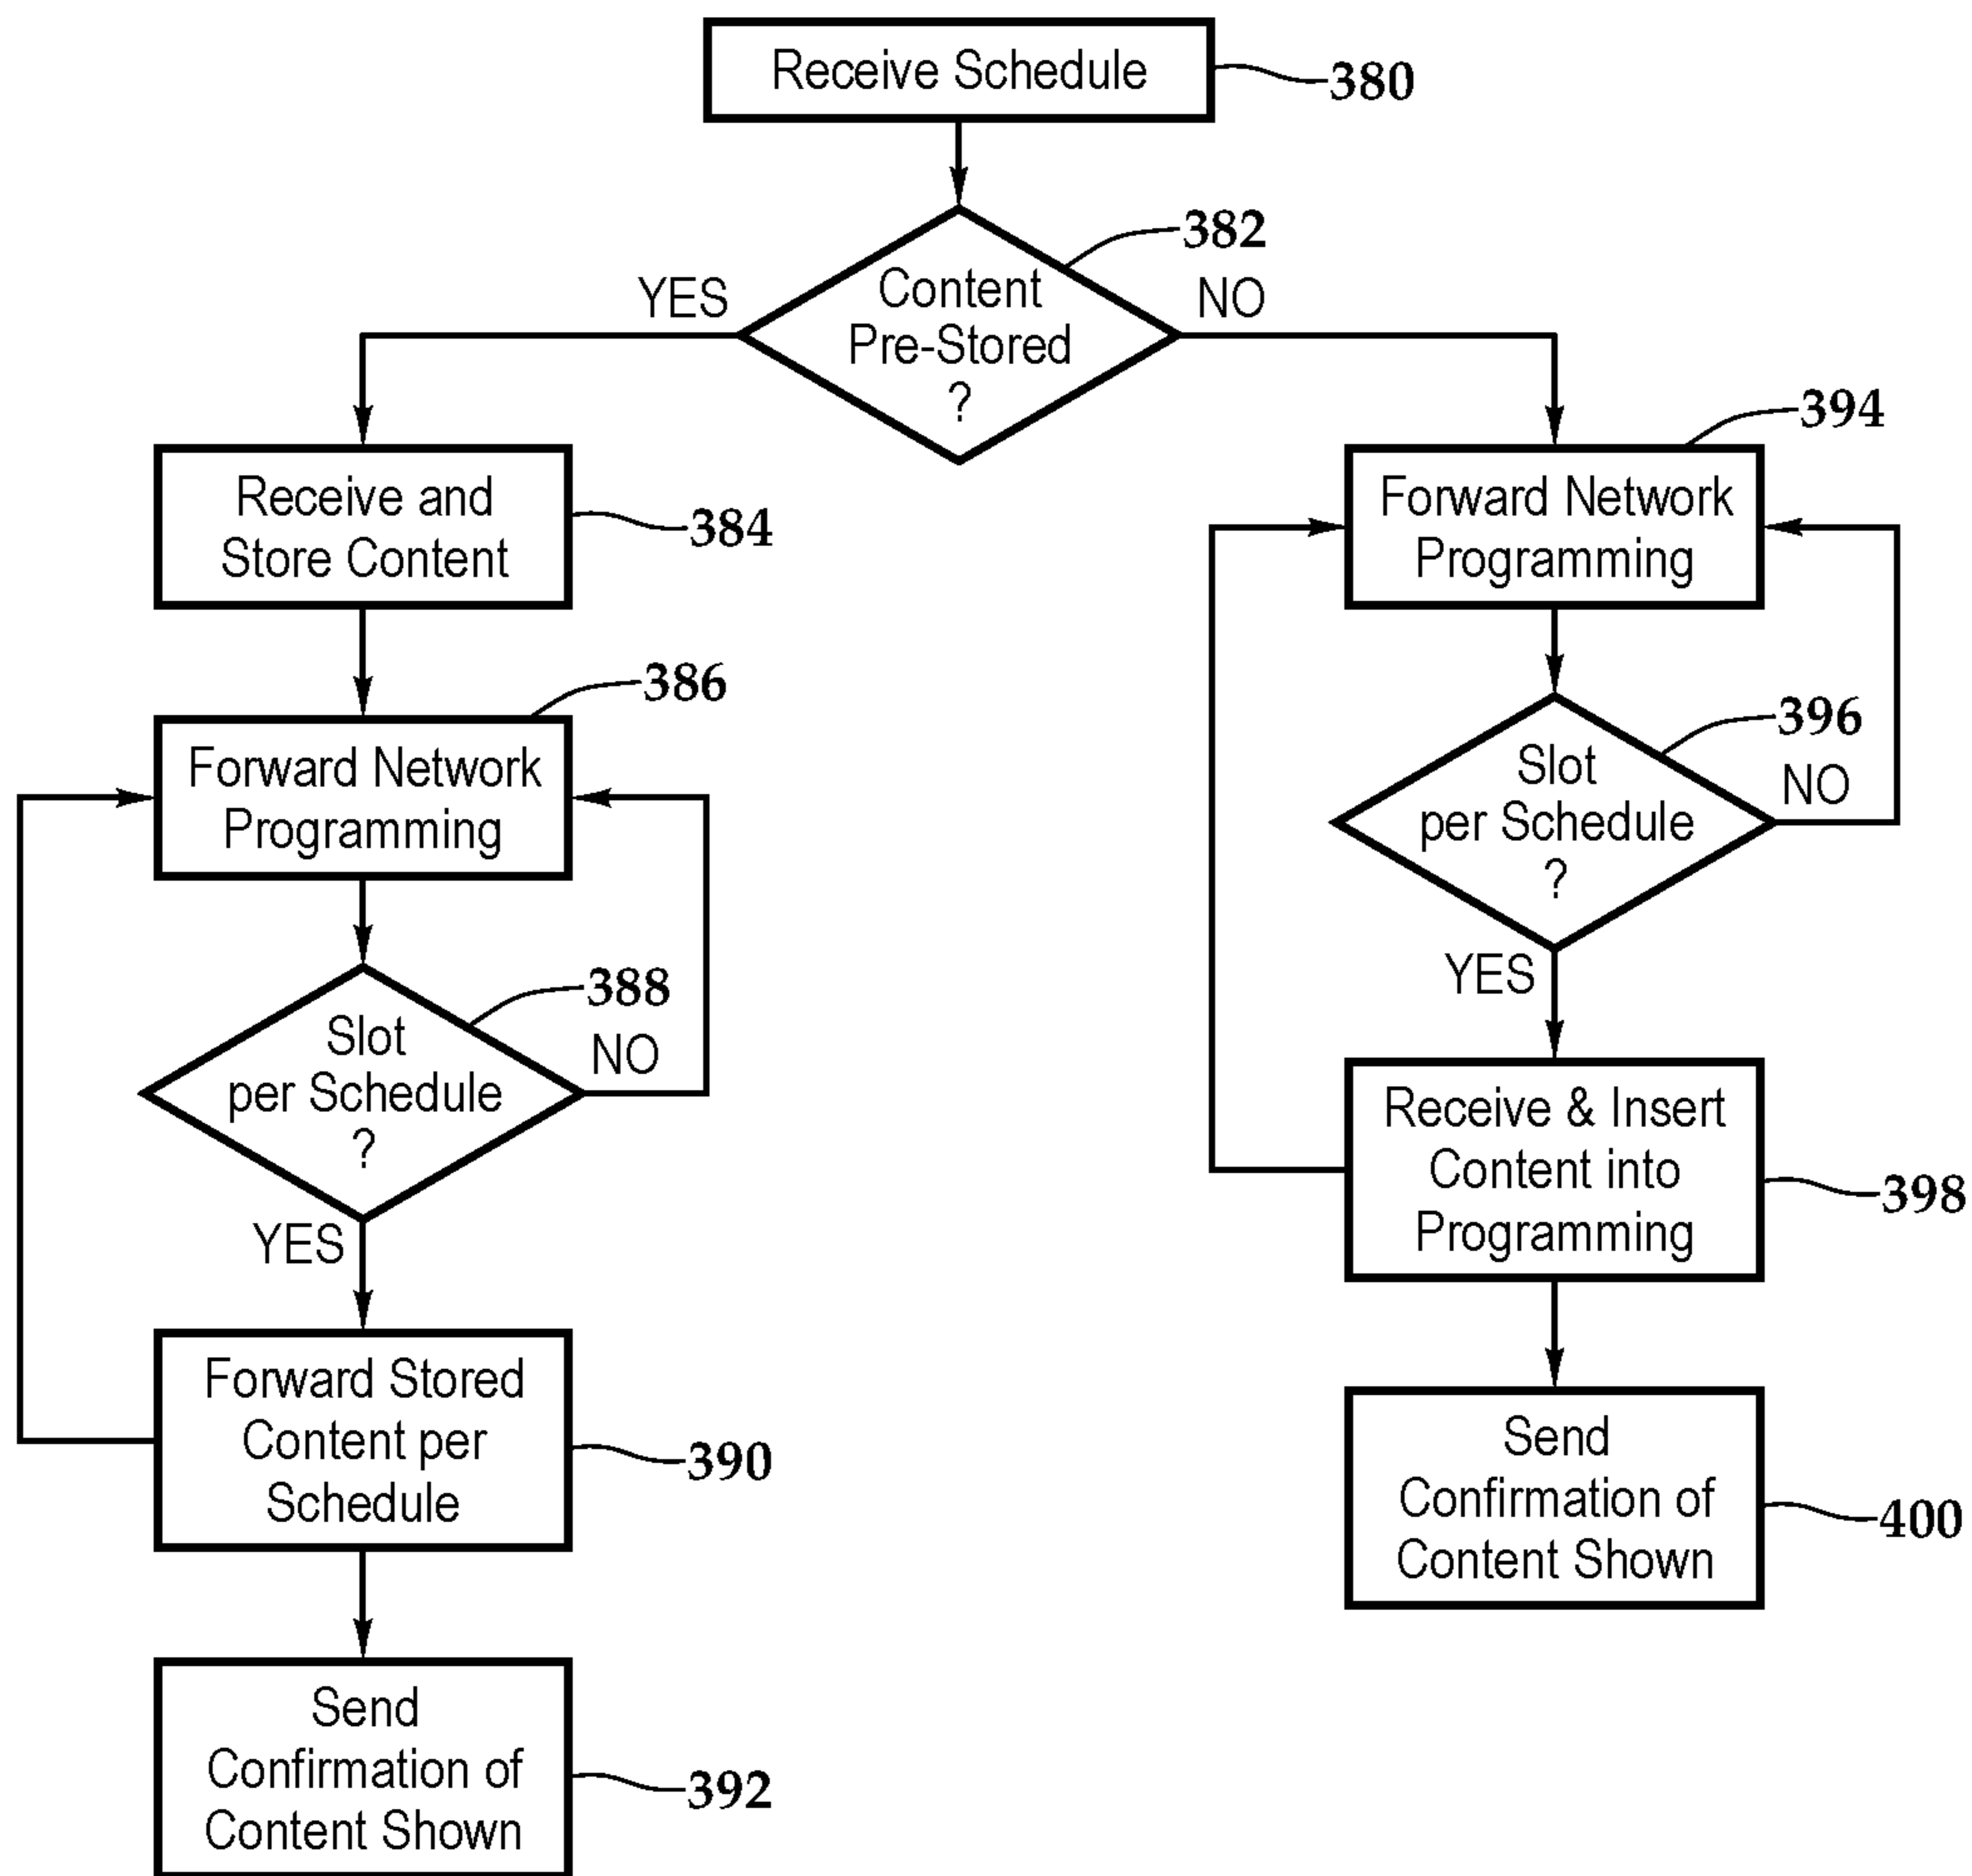 Receive Schedule
380
382
Content
Pre-Stored
?
YES
NO
Receive and
Store Content
384
Forward Network
Programming
386
Slot
per Schedule
?
388
NO
YES
Forward Stored
Content per
Schedule
390
Send
Confirmation of
Content Shown
392
394
Forward Network
Programming
396
Slot
per Schedule
?
NO
YES
Receive & Insert
Content into
Programming
398
Send
Confirmation of
Content Shown
400